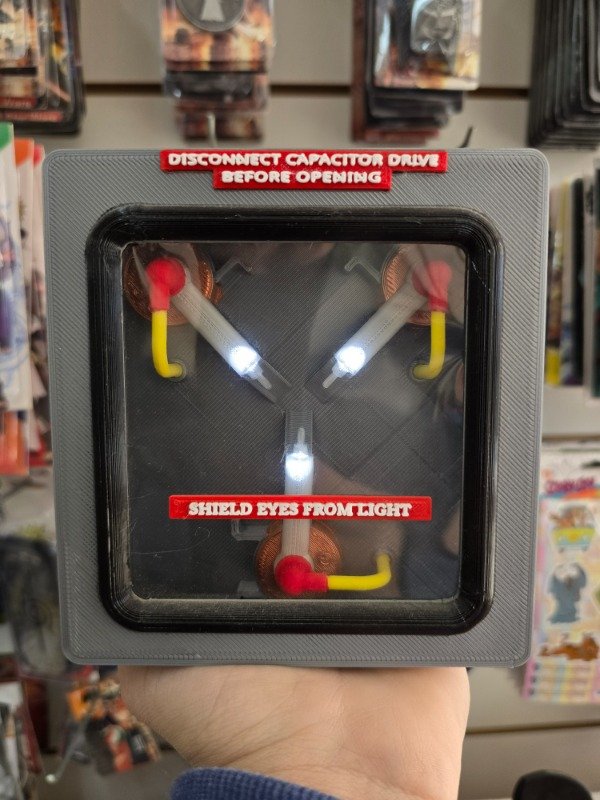 DISCONNECT CAPACITOR DRIVE
BEFORE OPENING
SHIELD EYES FROM LIGHT